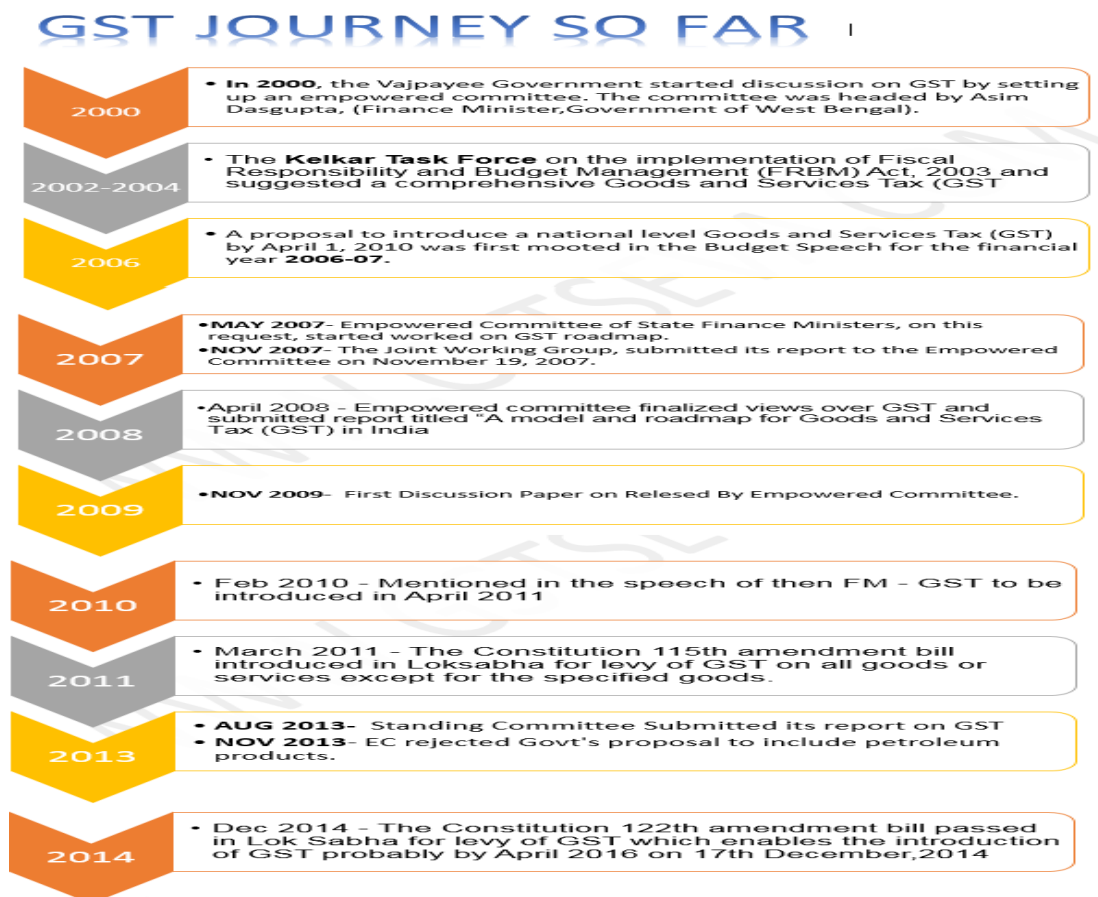 GST JOURNEY SO FAR
2000
• In 2000, the Vajpayee Government started discussion on GST by setting
up an empowered committee. The committee was headed by Asim
Dasgupta, (Finance Minister,Government of West Bengal).
2002-2004
• The Kelkar Task Force on the implementation of Fiscal
Responsibility and Budget Management (FRBM) Act, 2003 and
suggested a comprehensive Goods and Services Tax (GST
2006
• A proposal to introduce a national level Goods and Services Tax (GST)
by April 1, 2010 was first mooted in the Budget Speech for the financial
year 2006-07.
2007
•MAY 2007- Empowered Committee of State Finance Ministers, on this
request, started worked on GST roadmap.
•NOV 2007- The Joint Working Group, submitted its report to the Empowered
Committee on November 19, 2007.
2008
•April 2008 - Empowered committee finalized views over GST and
submitted report titled "A model and roadmap for Goods and Services
Tax (GST) in India
2009
•NOV 2009- First Discussion Paper on Relesed By Empowered Committee.
2010
• Feb 2010 - Mentioned in the speech of then FM - GST to be
introduced in April 2011
2011
• March 2011 - The Constitution 115th amendment bill
introduced in Loksabha for levy of GST on all goods or
services except for the specified goods.
2013
• AUG 2013- Standing Committee Submitted its report on GST
• NOV 2013- EC rejected Govt's proposal to include petroleum
products.
2014
• Dec 2014 - The Constitution 122th amendment bill passed
in Lok Sabha for levy of GST which enables the introduction
of GST probably by April 2016 on 17th December,2014